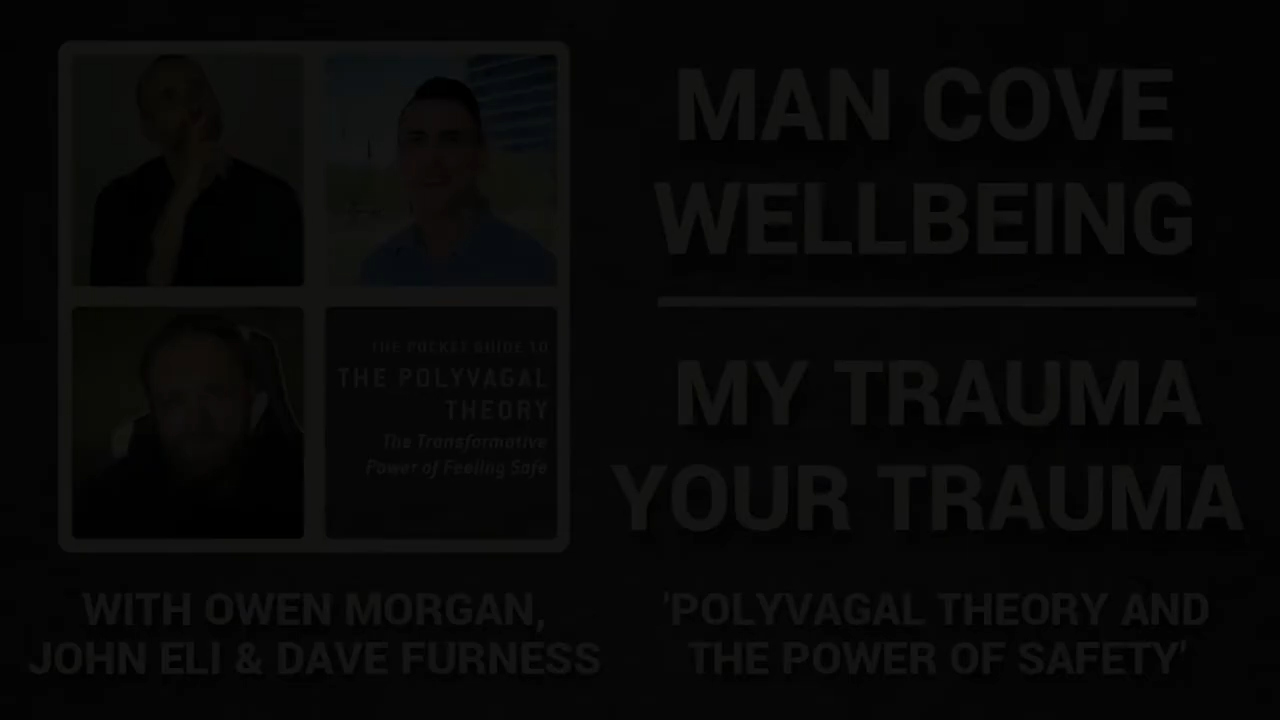 THE POCKET GUIDE TO
THE POLYVAGAL
THEORY
The Transformative
Power of Feeling Safe
WITH OWEN MORGAN,
JOHN ELI & DAVE FURNESS
MAN COVE
WELLBEING
MY TRAUMA
YOUR TRAUMA
'POLYVAGAL THEORY AND
THE POWER OF SAFETY'